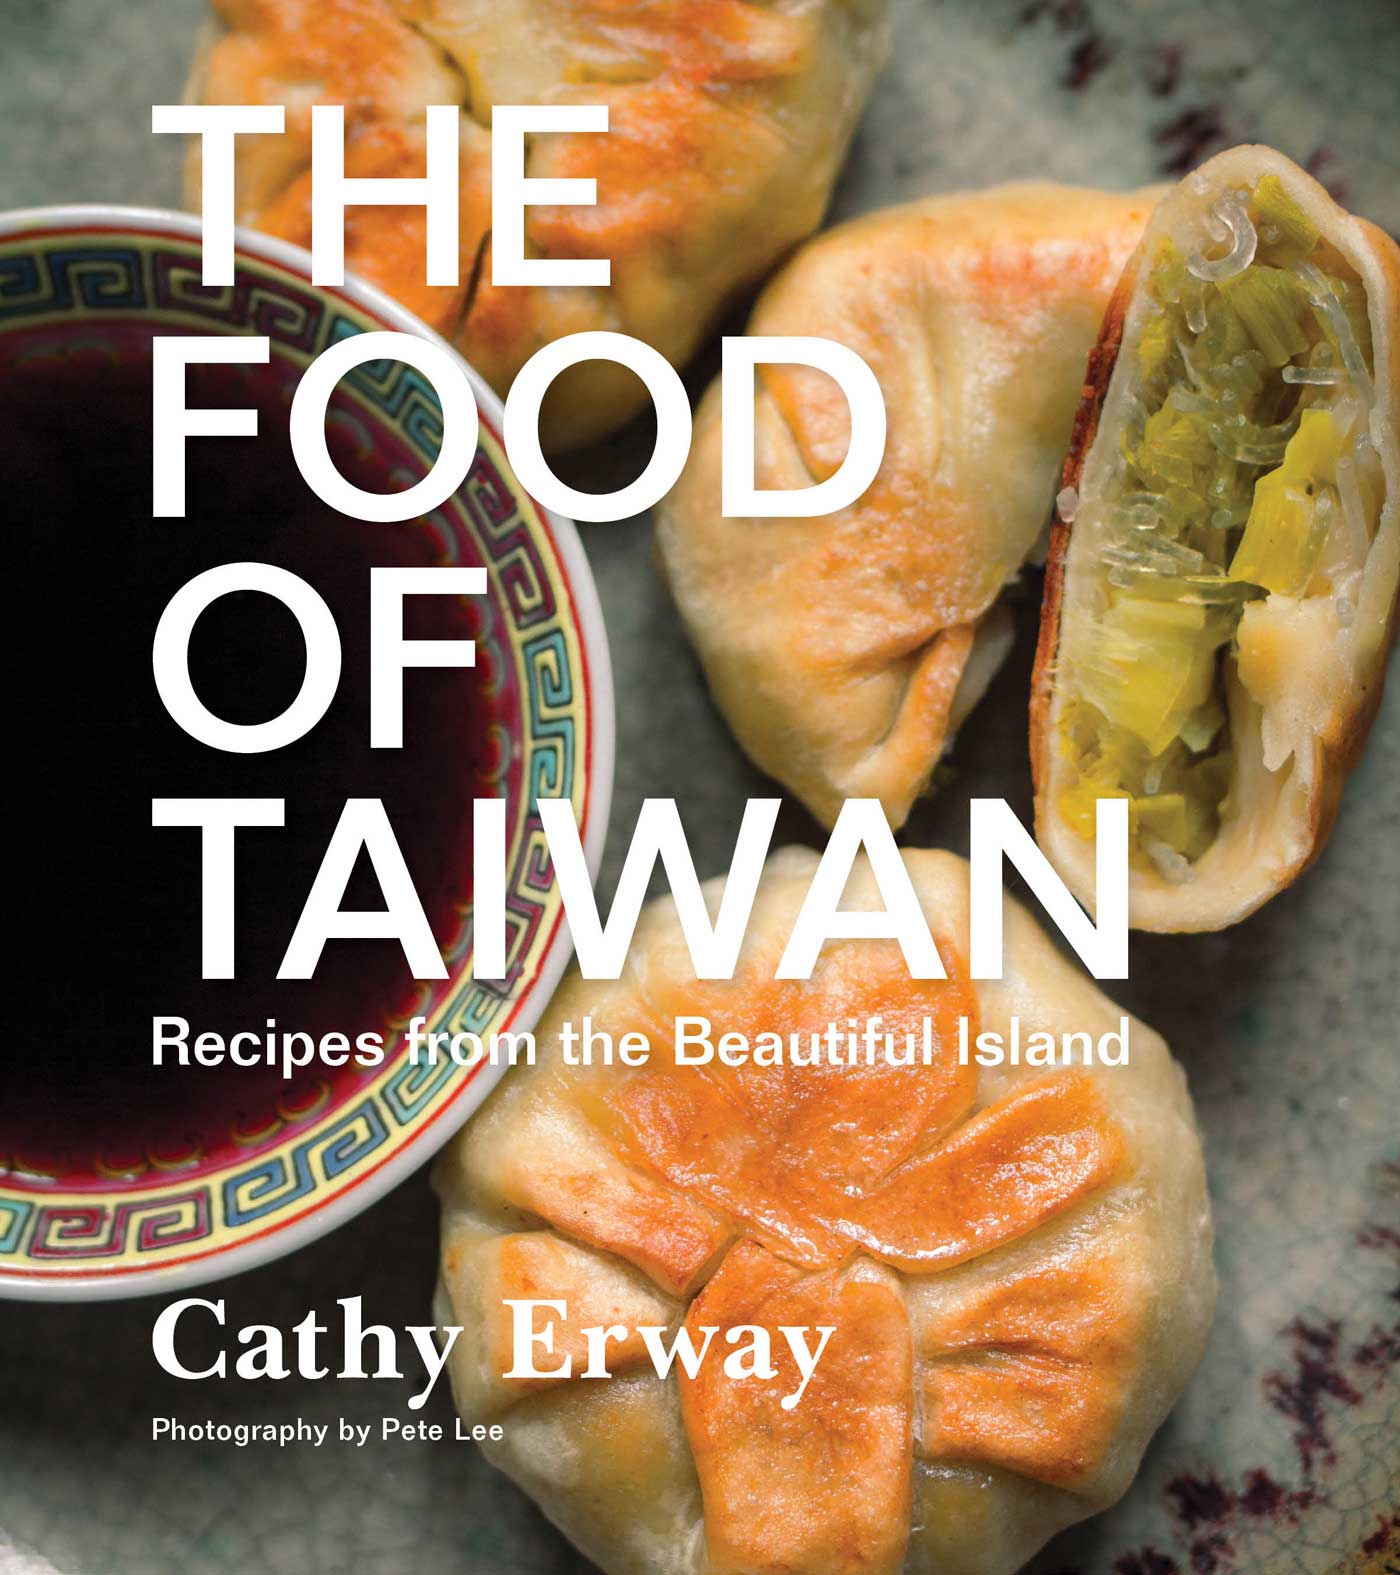 THE
FOOD
OF
TAIWAN
Recipes from the Beautiful Island
Cathy Erway
Photography by Pete Lee